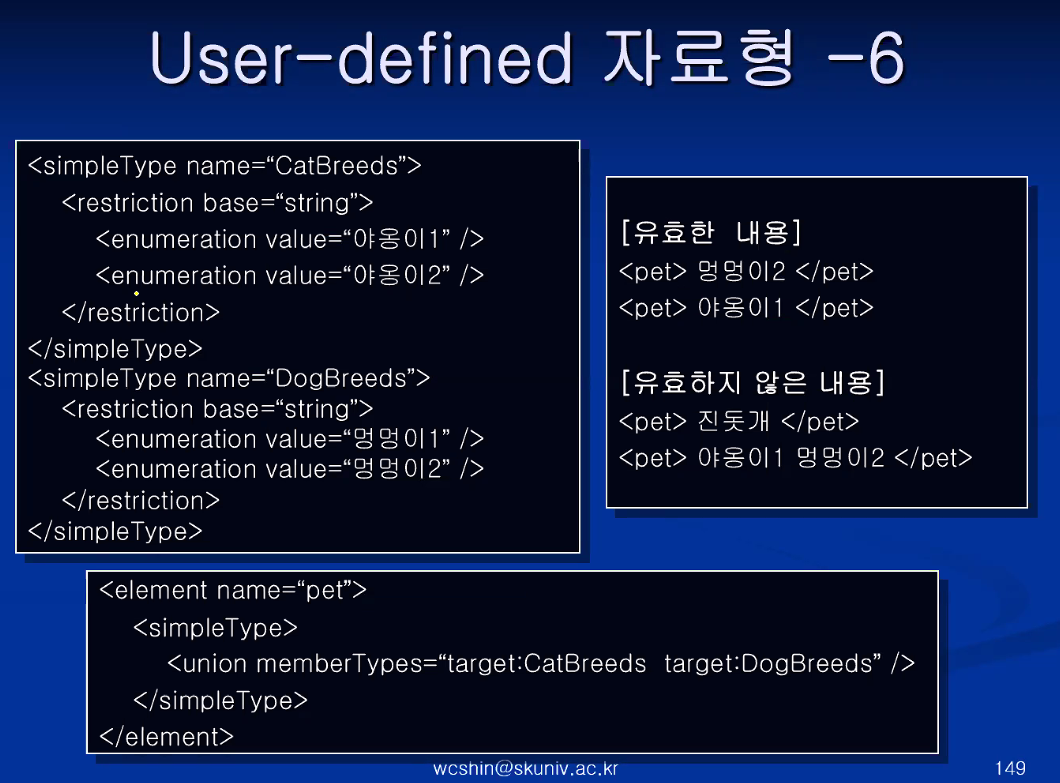 User-defined 자료형 -6
<simpleType name=“CatBreeds”>
<restriction base=“string”>
<enumeration value=“야옹이1” />
<enumeration value=“야옹이2” />
</restriction>
</simpleType>
<simpleType name=“DogBreeds”>
<restriction base=“string”>
<enumeration value=“멍멍이1” />
<enumeration value=“멍멍이2” />
</restriction>
</simpleType>
[유효한 내용]
<pet> 멍멍이2 </pet>
<pet> 야옹이1 </pet>
[유효하지 않은 내용]
<pet> 진돗개 </pet>
<pet> 야옹이1 멍멍이2 </pet>
<element name=“pet”>
<simpleType>
<union memberTypes=“target:CatBreeds target:DogBreeds” />
</simpleType>
</element>
wcshin@skuniv.ac.kr
149